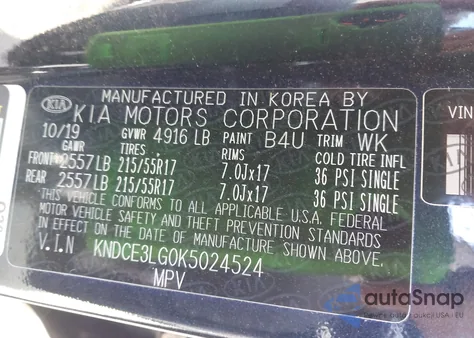 MANUFACTURED IN KOREA BY
KIA KIA MOTORS CORPORATION
10/19 GVWR 4916 LB PAINT B4U TRIM WK
GAWR TIRES RIMS COLD TIRE INFL
FRONT 2557LB 215/55R17 7.0Jx17 36 PSI SINGLE
REAR 2557LB 215/55R17 7.0Jx17 36 PSI SINGLE
THIS VEHICLE CONFORMS TO ALL APPLICABLE U.S.A. FEDERAL
MOTOR VEHICLE SAFETY AND THEFT PREVENTION STANDARDS
IN EFFECT ON THE DATE OF MANUFACTURE SHOWN ABOVE.
V.I.N KNDCE3LG0K5024524
MPV
VIN
autoSnap